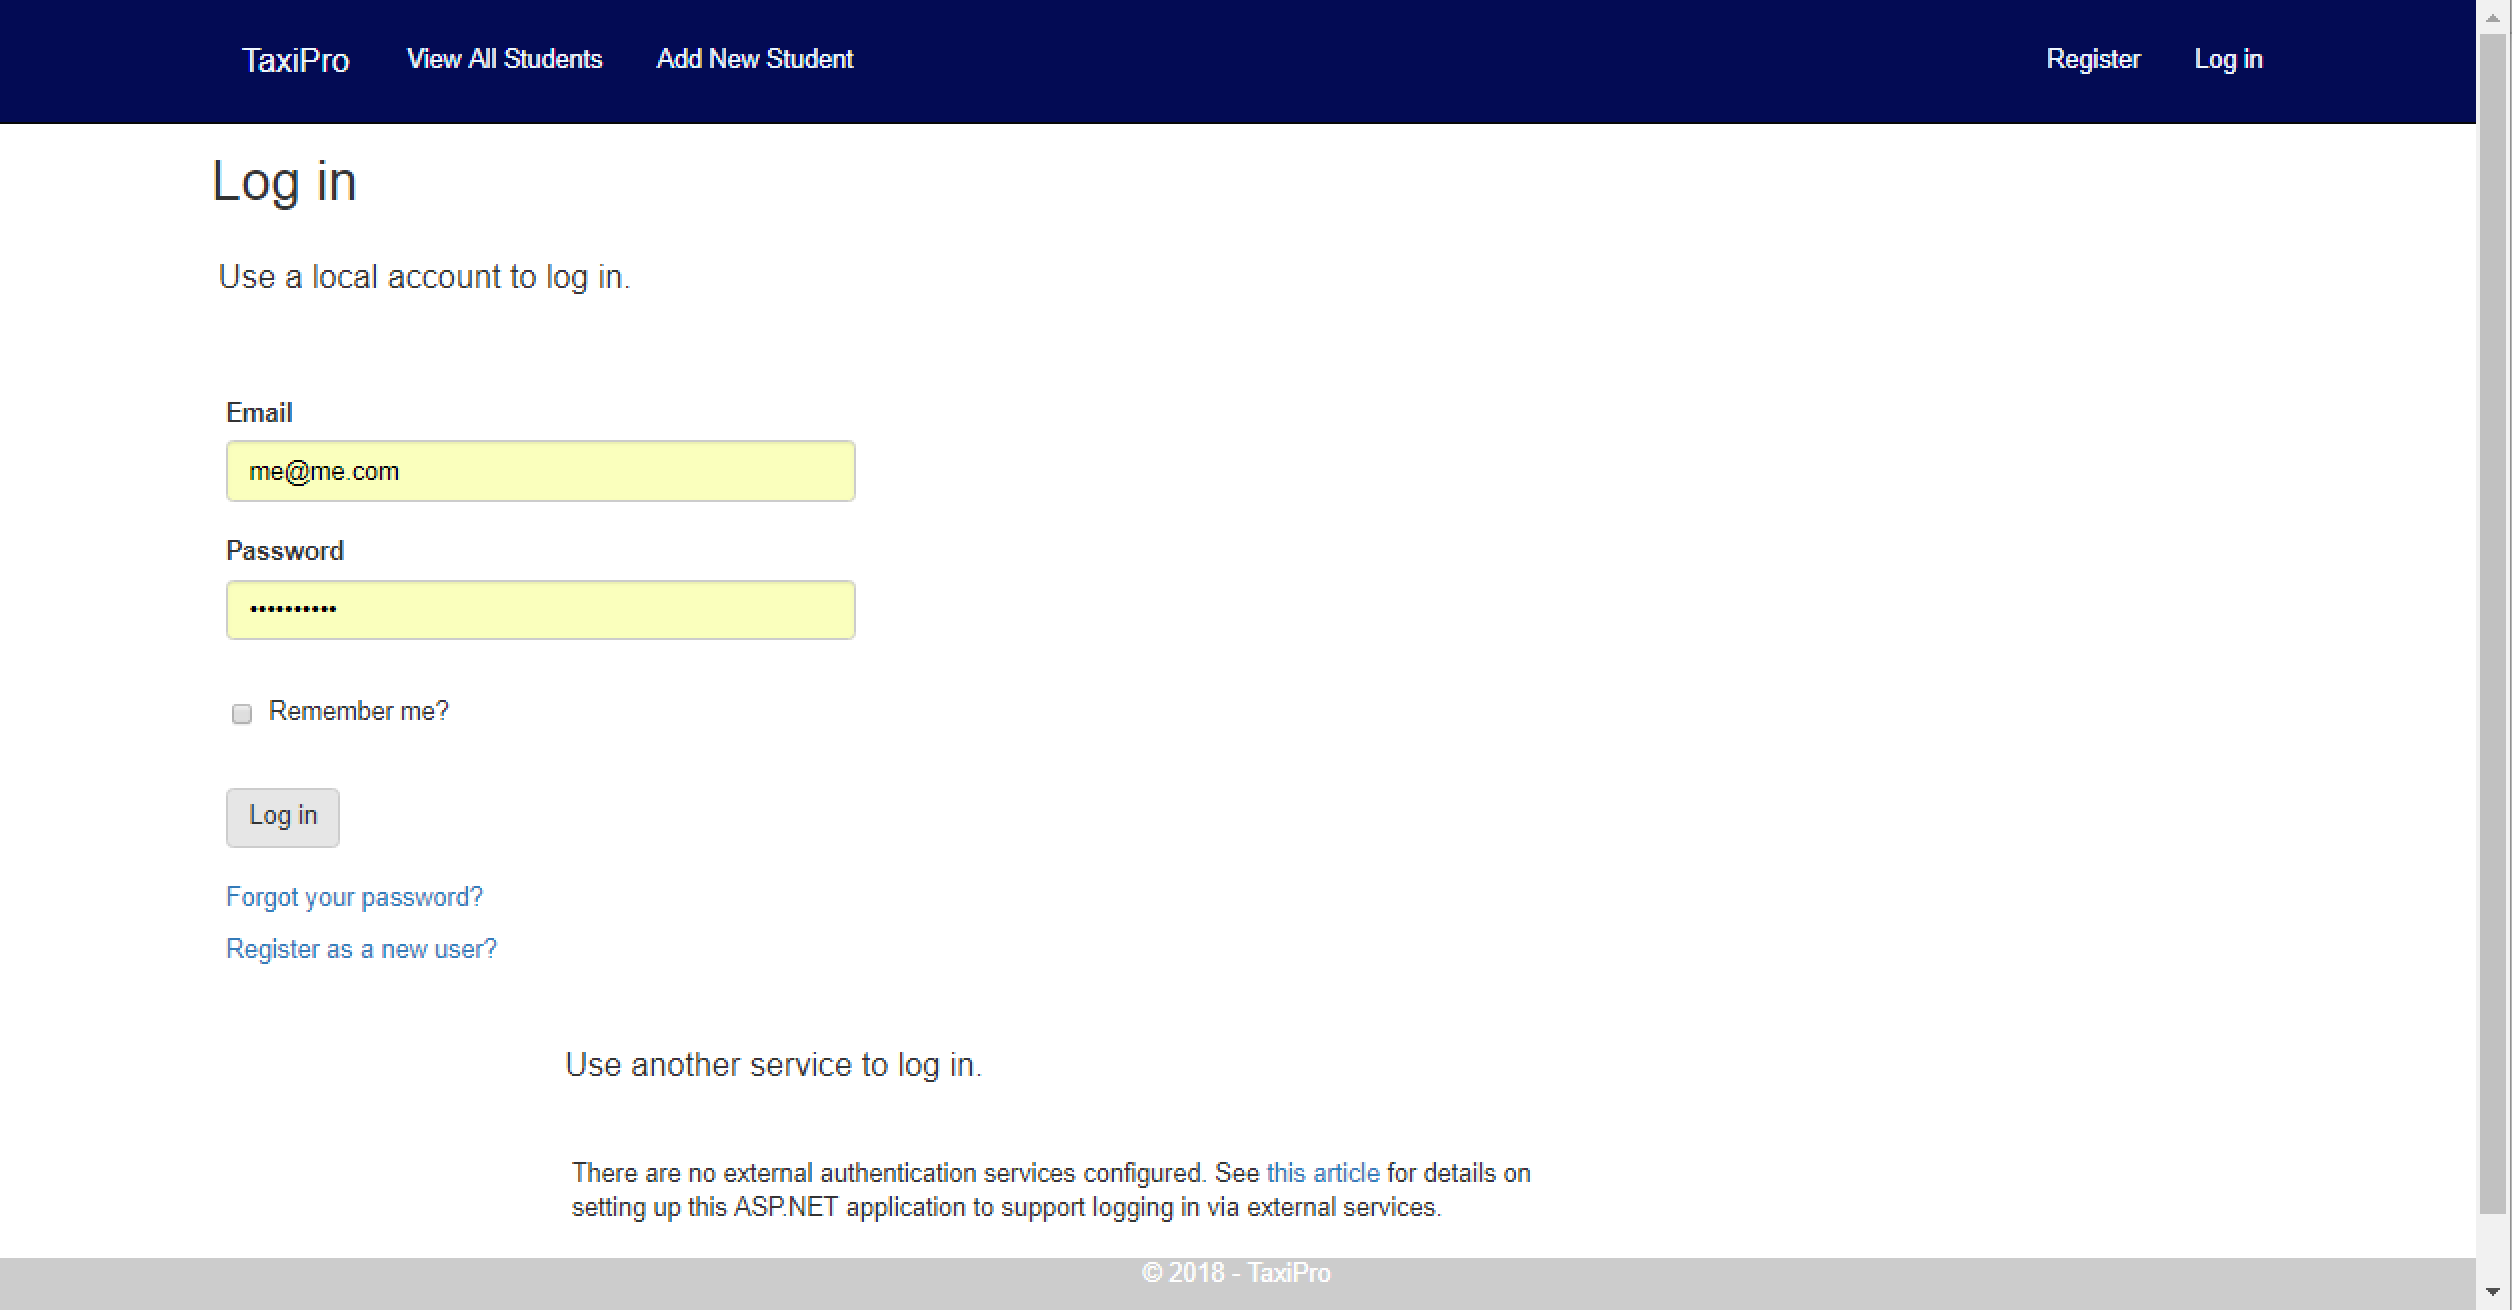 TaxiPro View All Students Add New Student Register Log in
Log in
Use a local account to log in.
Email
me@me.com
Password
••••••••••
Remember me?
Log in
Forgot your password?
Register as a new user?
Use another service to log in.
There are no external authentication services configured. See this article for details on
setting up this ASP.NET application to support logging in via external services.
© 2018 - TaxiPro